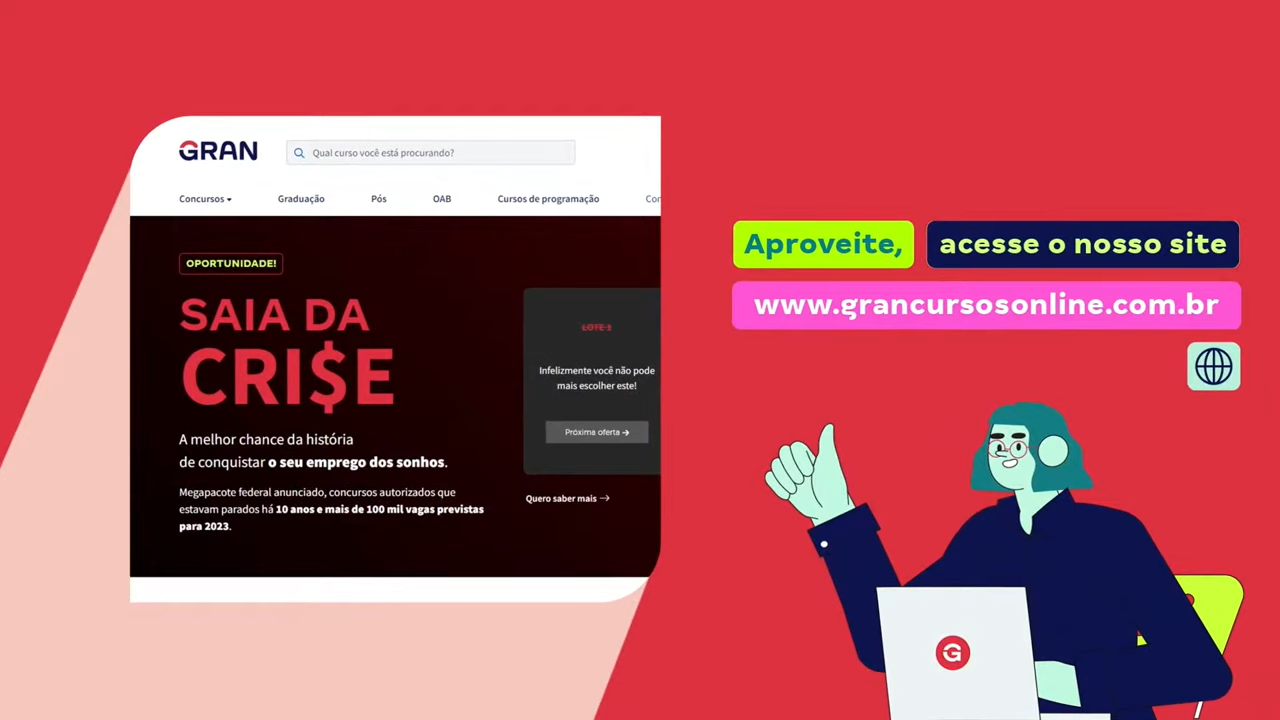 GRAN
Qual curso você está procurando?
Concursos
Graduação
Pós
OAB
Cursos de programação
OPORTUNIDADE!
SAIA DA
CRI$E
A melhor chance da história
de conquistar o seu emprego dos sonhos.
Megapacote federal anunciado, concursos autorizados que
estavam parados há 10 anos e mais de 100 mil vagas previstas
para 2023.
LOTE 1
Infelizmente você não pode
mais escolher este!
Próxima oferta →
Quero saber mais →
Aproveite, acesse o nosso site
www.grancursosonline.com.br
G